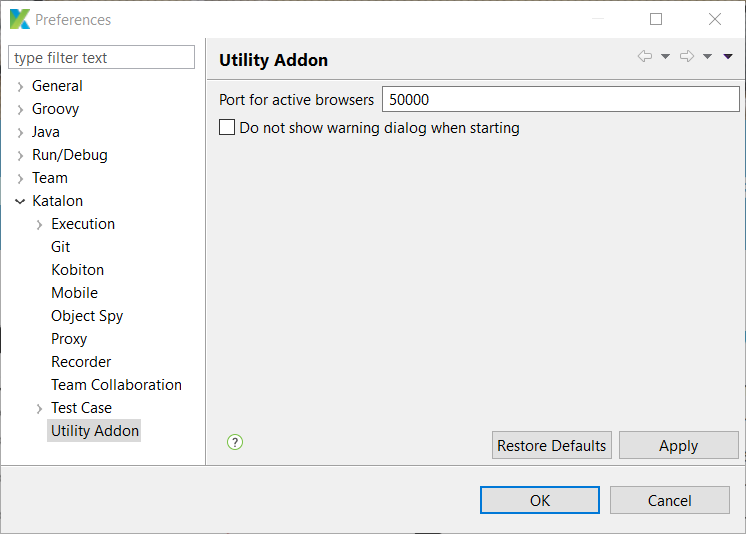 Preferences
type filter text
General
Groovy
Java
Run/Debug
Team
Katalon
Execution
Git
Kobiton
Mobile
Object Spy
Proxy
Recorder
Team Collaboration
Test Case
Utility Addon
Utility Addon
Port for active browsers 50000
Do not show warning dialog when starting
?
Restore Defaults Apply
OK Cancel